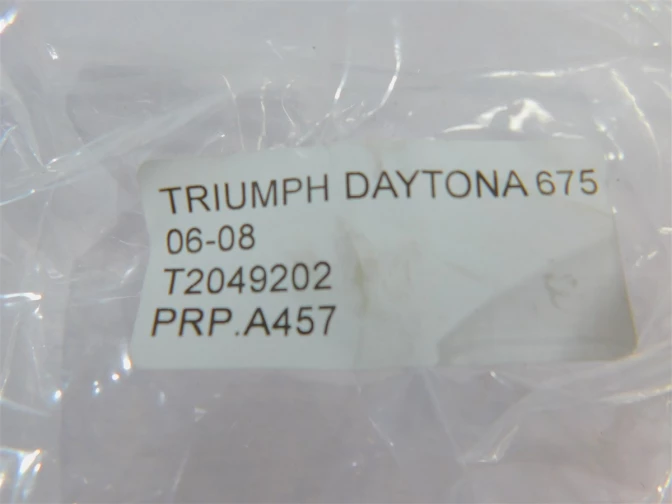 TRIUMPH DAYTONA 675
06-08
T2049202
PRP.A457